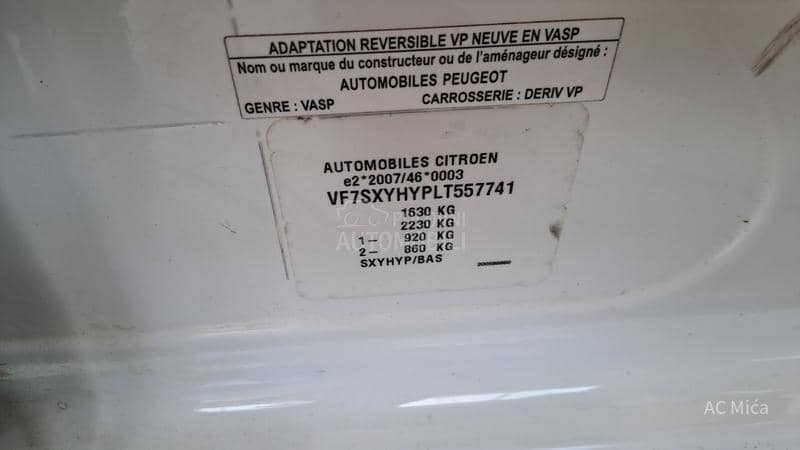 ADAPTATION REVERSIBLE VP NEUVE EN VASP
Nom ou marque du constructeur ou de l'aménageur désigné :
AUTOMOBILES PEUGEOT
GENRE : VASP CARROSSERIE : DERIV VP
AUTOMOBILES CITROEN
e2*2007/46*0003
VF7SXYHYPLT557741
1630 KG
2230 KG
1– 920 KG
2– 860 KG
SXYHYP/BAS
AUTOMOBILI
AC Mića